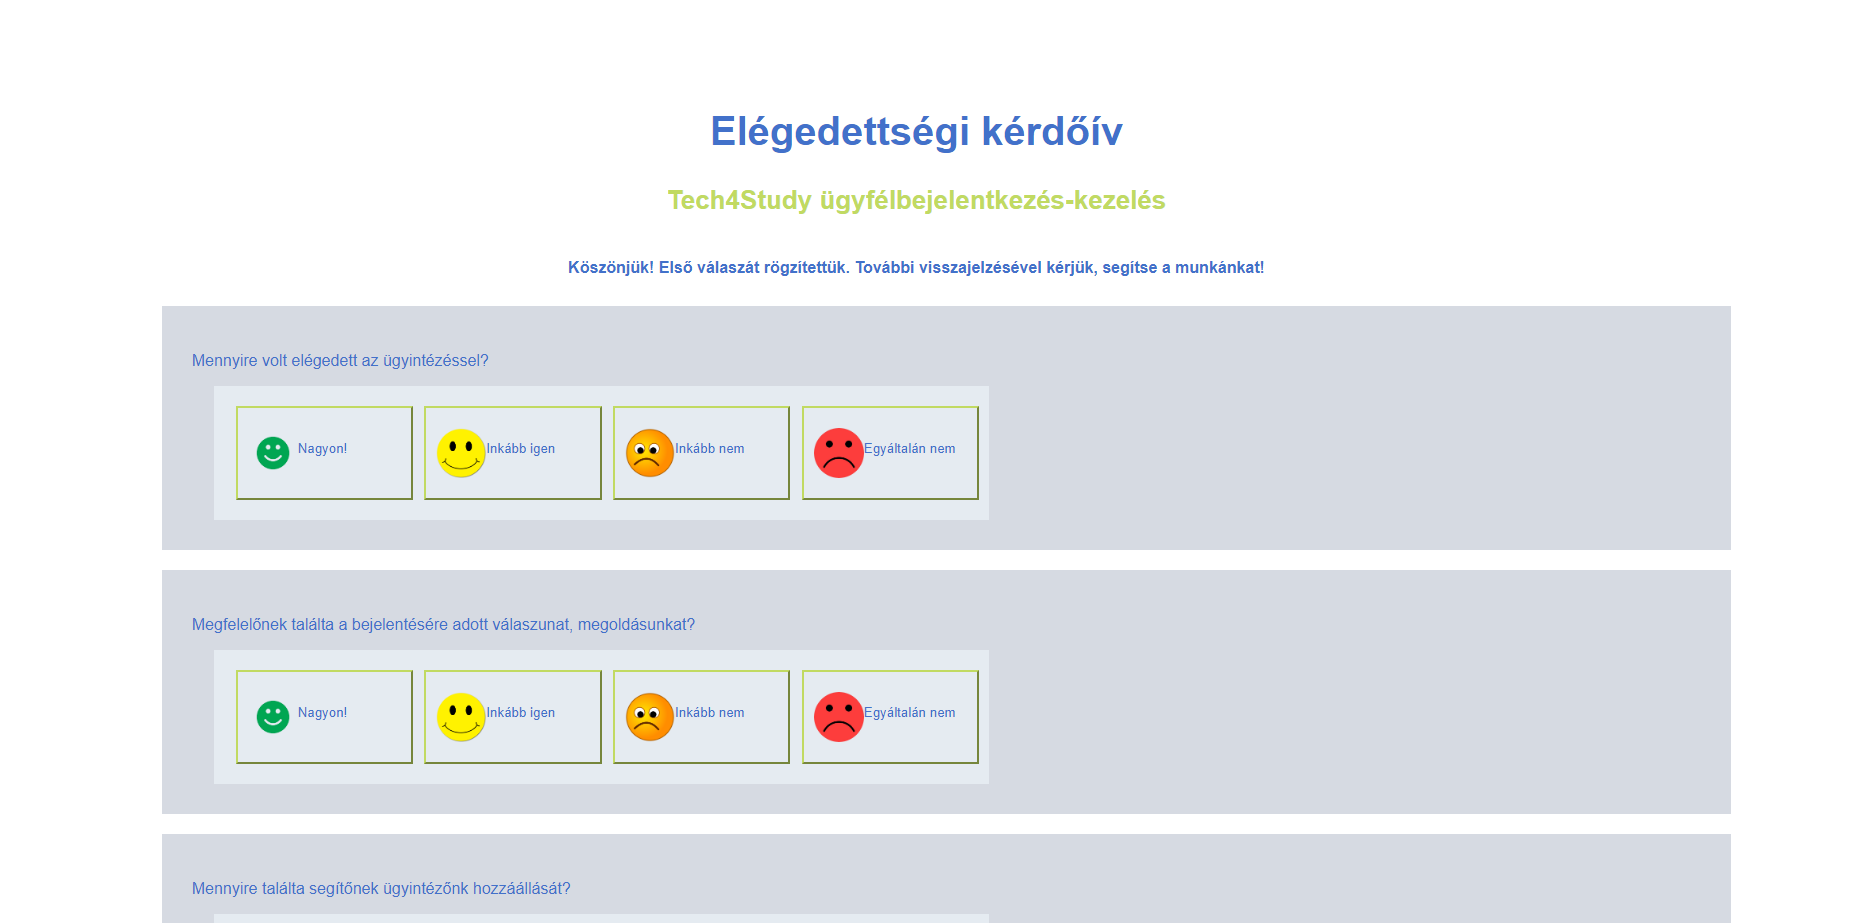 Elégedettségi kérdőív
Tech4Study ügyfélbejelentkezés-kezelés
Köszönjük! Első válaszát rögzítettük. További visszajelzésével kérjük, segítse a munkánkat!
Mennyire volt elégedett az ügyintézéssel?
Nagyon! Inkább igen Inkább nem Egyáltalán nem
Megfelelőnek találta a bejelentésére adott válaszunat, megoldásunkat?
Nagyon! Inkább igen Inkább nem Egyáltalán nem
Mennyire találta segítőnek ügyintézőnk hozzáállását?